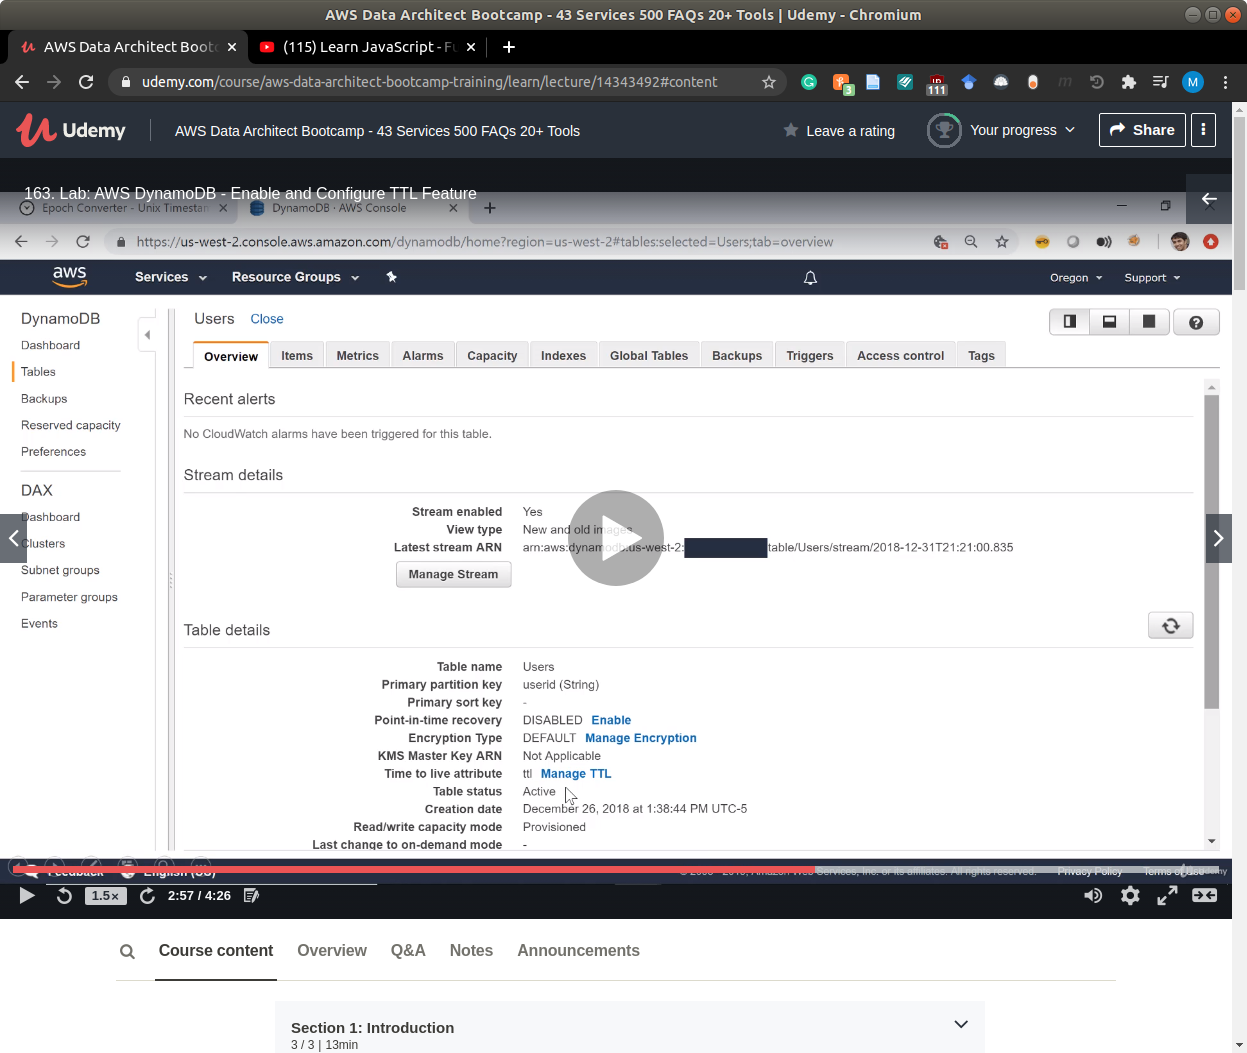 AWS Data Architect Bootcamp - 43 Services 500 FAQs 20+ Tools | Udemy - Chromium
AWS Data Architect Bootc
(115) Learn JavaScript - Fu
udemy.com/course/aws-data-architect-bootcamp-training/learn/lecture/14343492#content
3
111
M
Udemy
AWS Data Architect Bootcamp - 43 Services 500 FAQs 20+ Tools
Leave a rating
Your progress
Share
163. Lab: AWS DynamoDB - Enable and Configure TTL Feature
Epoch Converter - Unix Timestam
DynamoDB · AWS Console
https://us-west-2.console.aws.amazon.com/dynamodb/home?region=us-west-2#tables:selected=Users;tab=overview
aws
Services
Resource Groups
Oregon
Support
DynamoDB
Dashboard
Tables
Backups
Reserved capacity
Preferences
DAX
Dashboard
Clusters
Subnet groups
Parameter groups
Events
Users Close
Overview
Items
Metrics
Alarms
Capacity
Indexes
Global Tables
Backups
Triggers
Access control
Tags
Recent alerts
No CloudWatch alarms have been triggered for this table.
Stream details
Stream enabled Yes
View type New and old images
Latest stream ARN arn:aws:dynamodb:us-west-2: table/Users/stream/2018-12-31T21:21:00.835
Manage Stream
Table details
Table name Users
Primary partition key userid (String)
Primary sort key -
Point-in-time recovery DISABLED Enable
Encryption Type DEFAULT Manage Encryption
KMS Master Key ARN Not Applicable
Time to live attribute ttl Manage TTL
Table status Active
Creation date December 26, 2018 at 1:38:44 PM UTC-5
Read/write capacity mode Provisioned
Last change to on-demand mode -
Feedback
English (US)
Amazon Web Services, Inc. or its affiliates. All rights reserved.
Privacy Policy
Terms of Use
1.5×
2:57 / 4:26
Course content
Overview
Q&A
Notes
Announcements
Section 1: Introduction
3 / 3 | 13min